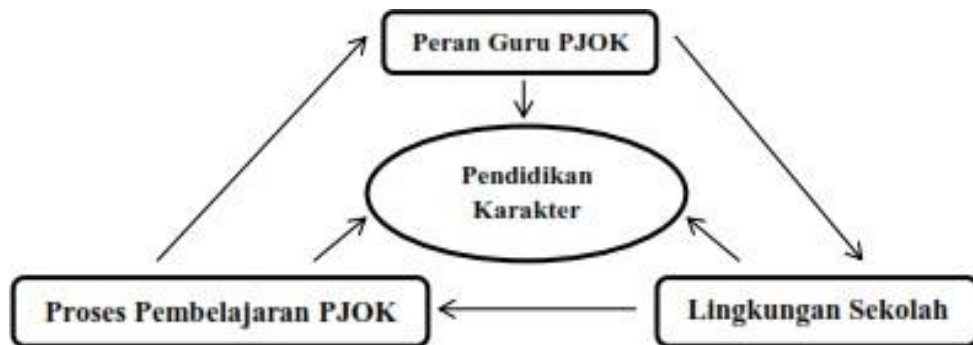 Peran Guru PJOK
Pendidikan
Karakter
Proses Pembelajaran PJOK
Lingkungan Sekolah